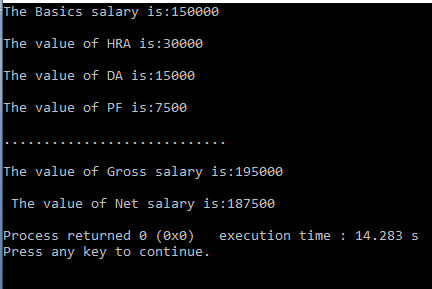 The Basics salary is:150000
The value of HRA is:30000
The value of DA is:15000
The value of PF is:7500
............................
The value of Gross salary is:195000
The value of Net salary is:187500
Process returned 0 (0x0)   execution time : 14.283 s
Press any key to continue.